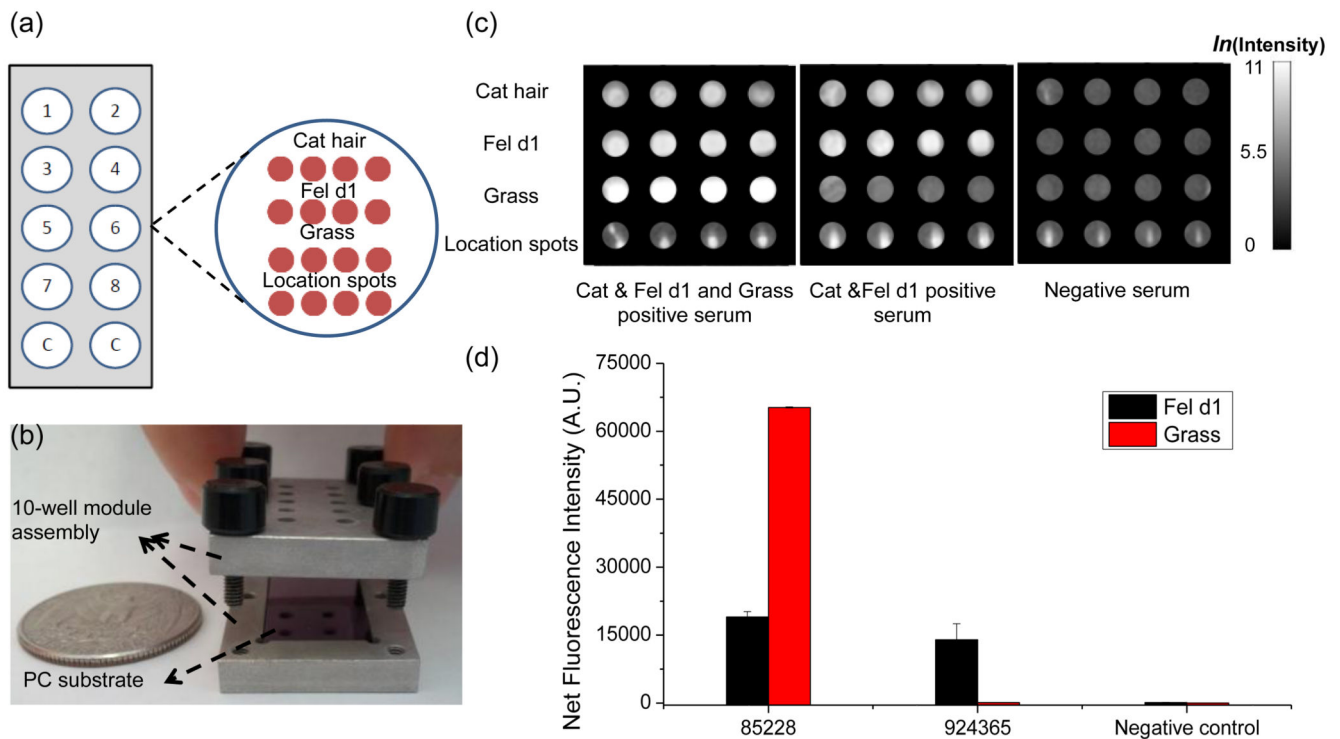 (a)
1 2
3 4
5 6
7 8
C C
Cat hair
Fel d1
Grass
Location spots
(b)
10-well module
assembly
PC substrate
(c)
Cat hair
Fel d1
Grass
Location spots
Cat & Fel d1 and Grass
positive serum
Cat &Fel d1 positive
serum
Negative serum
ln(Intensity)
11
5.5
0
(d)
Net Fluorescence Intensity (A.U.)
75000
60000
45000
30000
15000
0
Fel d1
Grass
85228
924365
Negative control